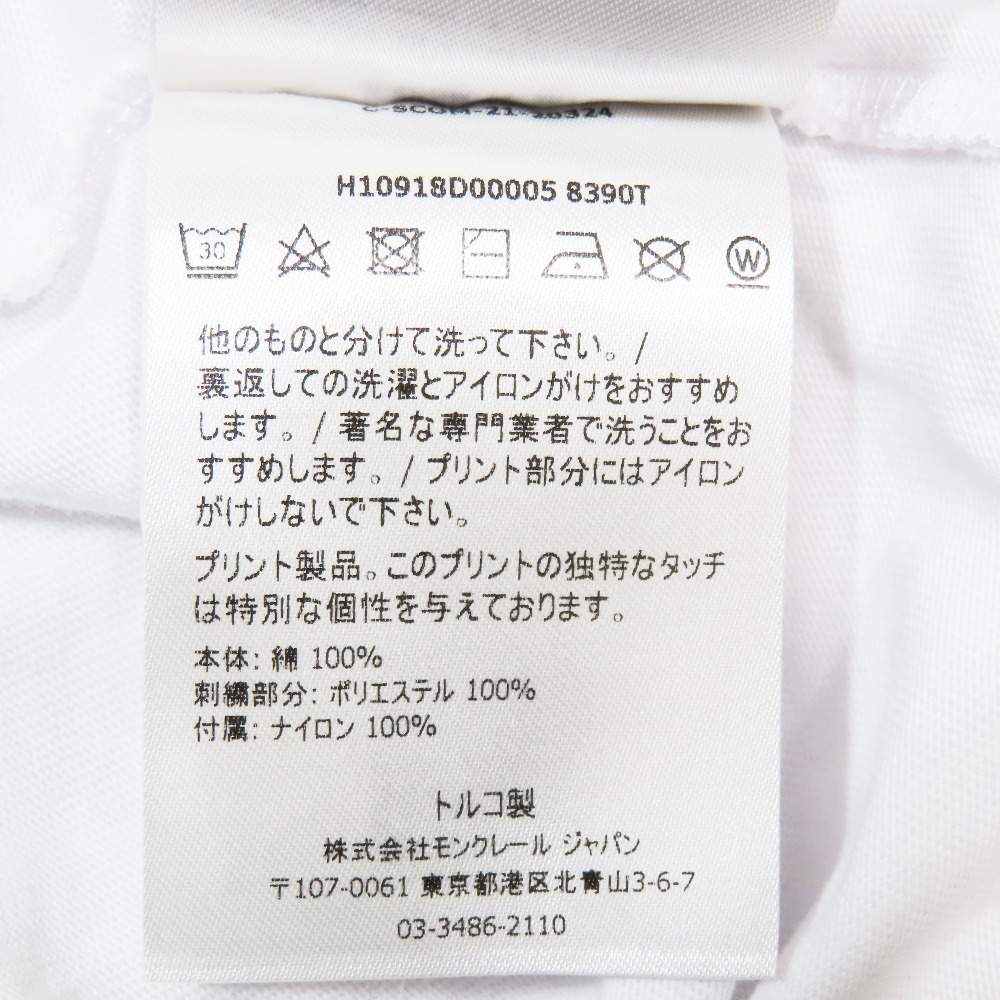 C-SCOM-21-20324
H10918D00005 8390T
30
W
他のものと分けて洗って下さい。 /
裏返しての洗濯とアイロンがけをおすすめ
します。 / 著名な専門業者で洗うことをお
すすめします。 / プリント部分にはアイロン
がけしないで下さい。
プリント製品。このプリントの独特なタッチ
は特別な個性を与えております。
本体: 綿 100%
刺繍部分: ポリエステル 100%
付属: ナイロン 100%
トルコ製
株式会社モンクレール ジャパン
〒107-0061 東京都港区北青山3-6-7
03-3486-2110